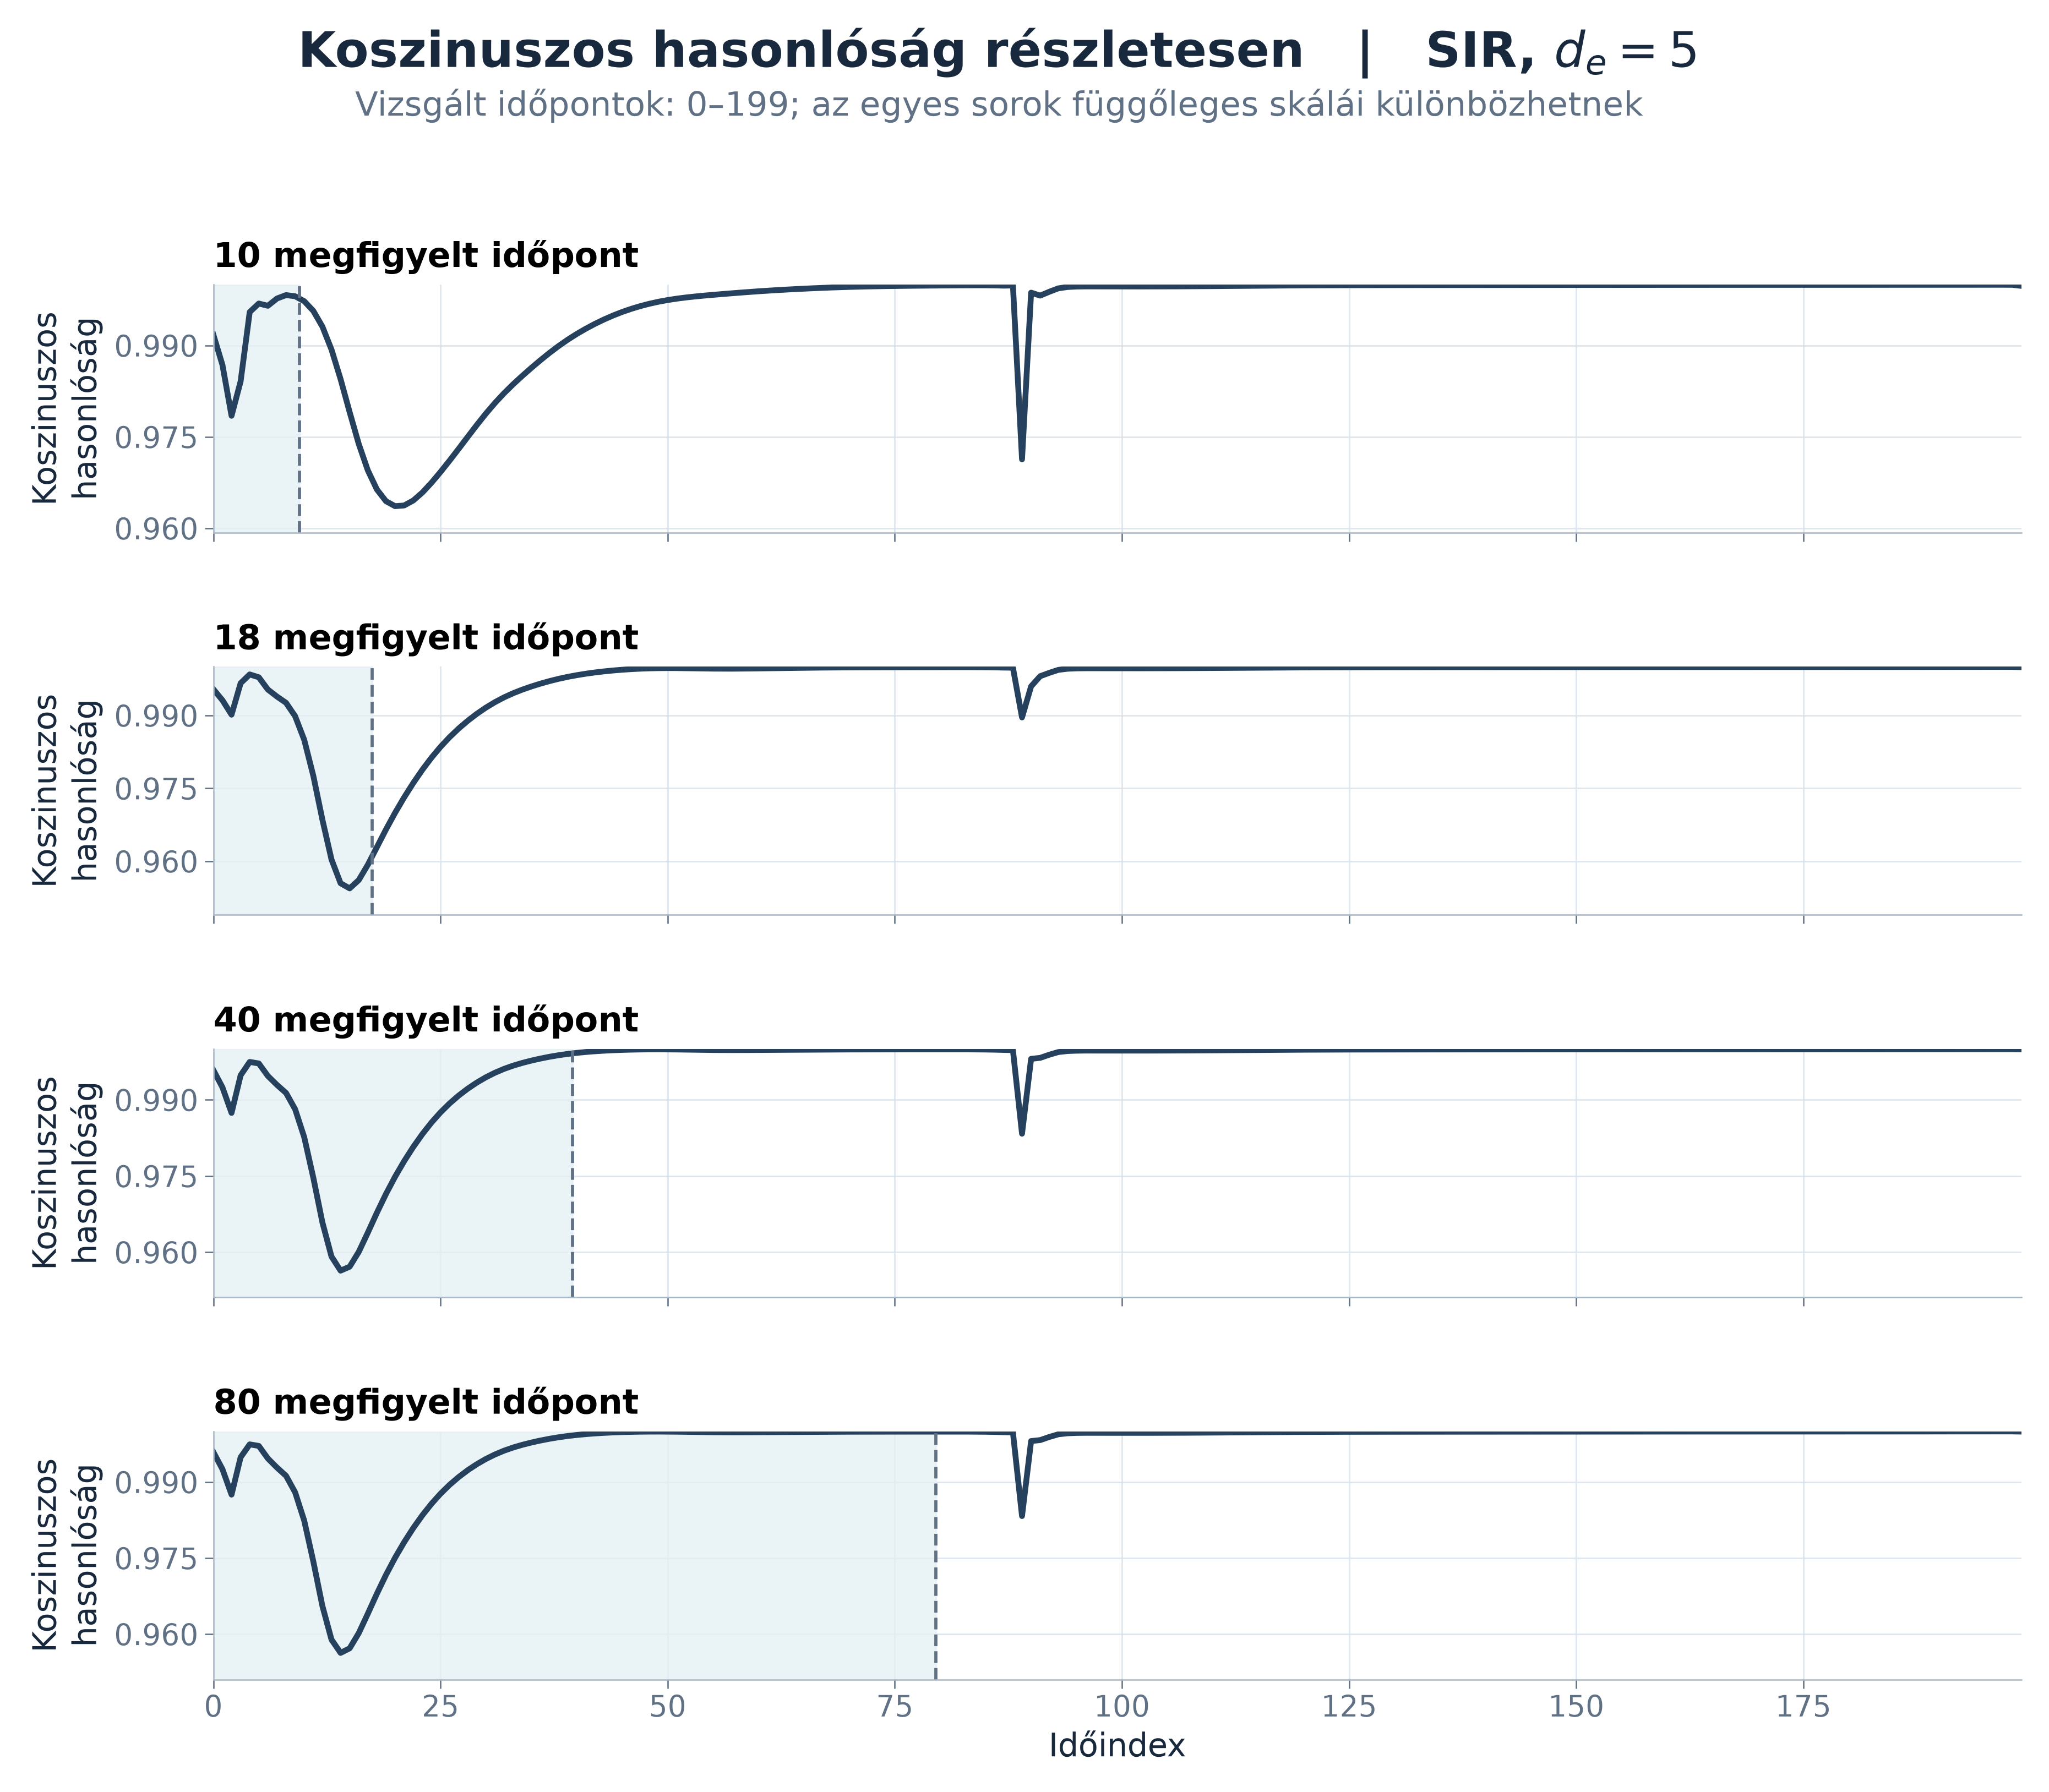 Koszinuszos hasonlóság részletesen | SIR, dₑ = 5
Vizsgált időpontok: 0–199; az egyes sorok függőleges skálái különbözhetnek
10 megfigyelt időpont
Koszinuszos
hasonlóság
0.990
0.975
0.960
18 megfigyelt időpont
Koszinuszos
hasonlóság
0.990
0.975
0.960
40 megfigyelt időpont
Koszinuszos
hasonlóság
0.990
0.975
0.960
80 megfigyelt időpont
Koszinuszos
hasonlóság
0.990
0.975
0.960
0 25 50 75 100 125 150 175
Időindex